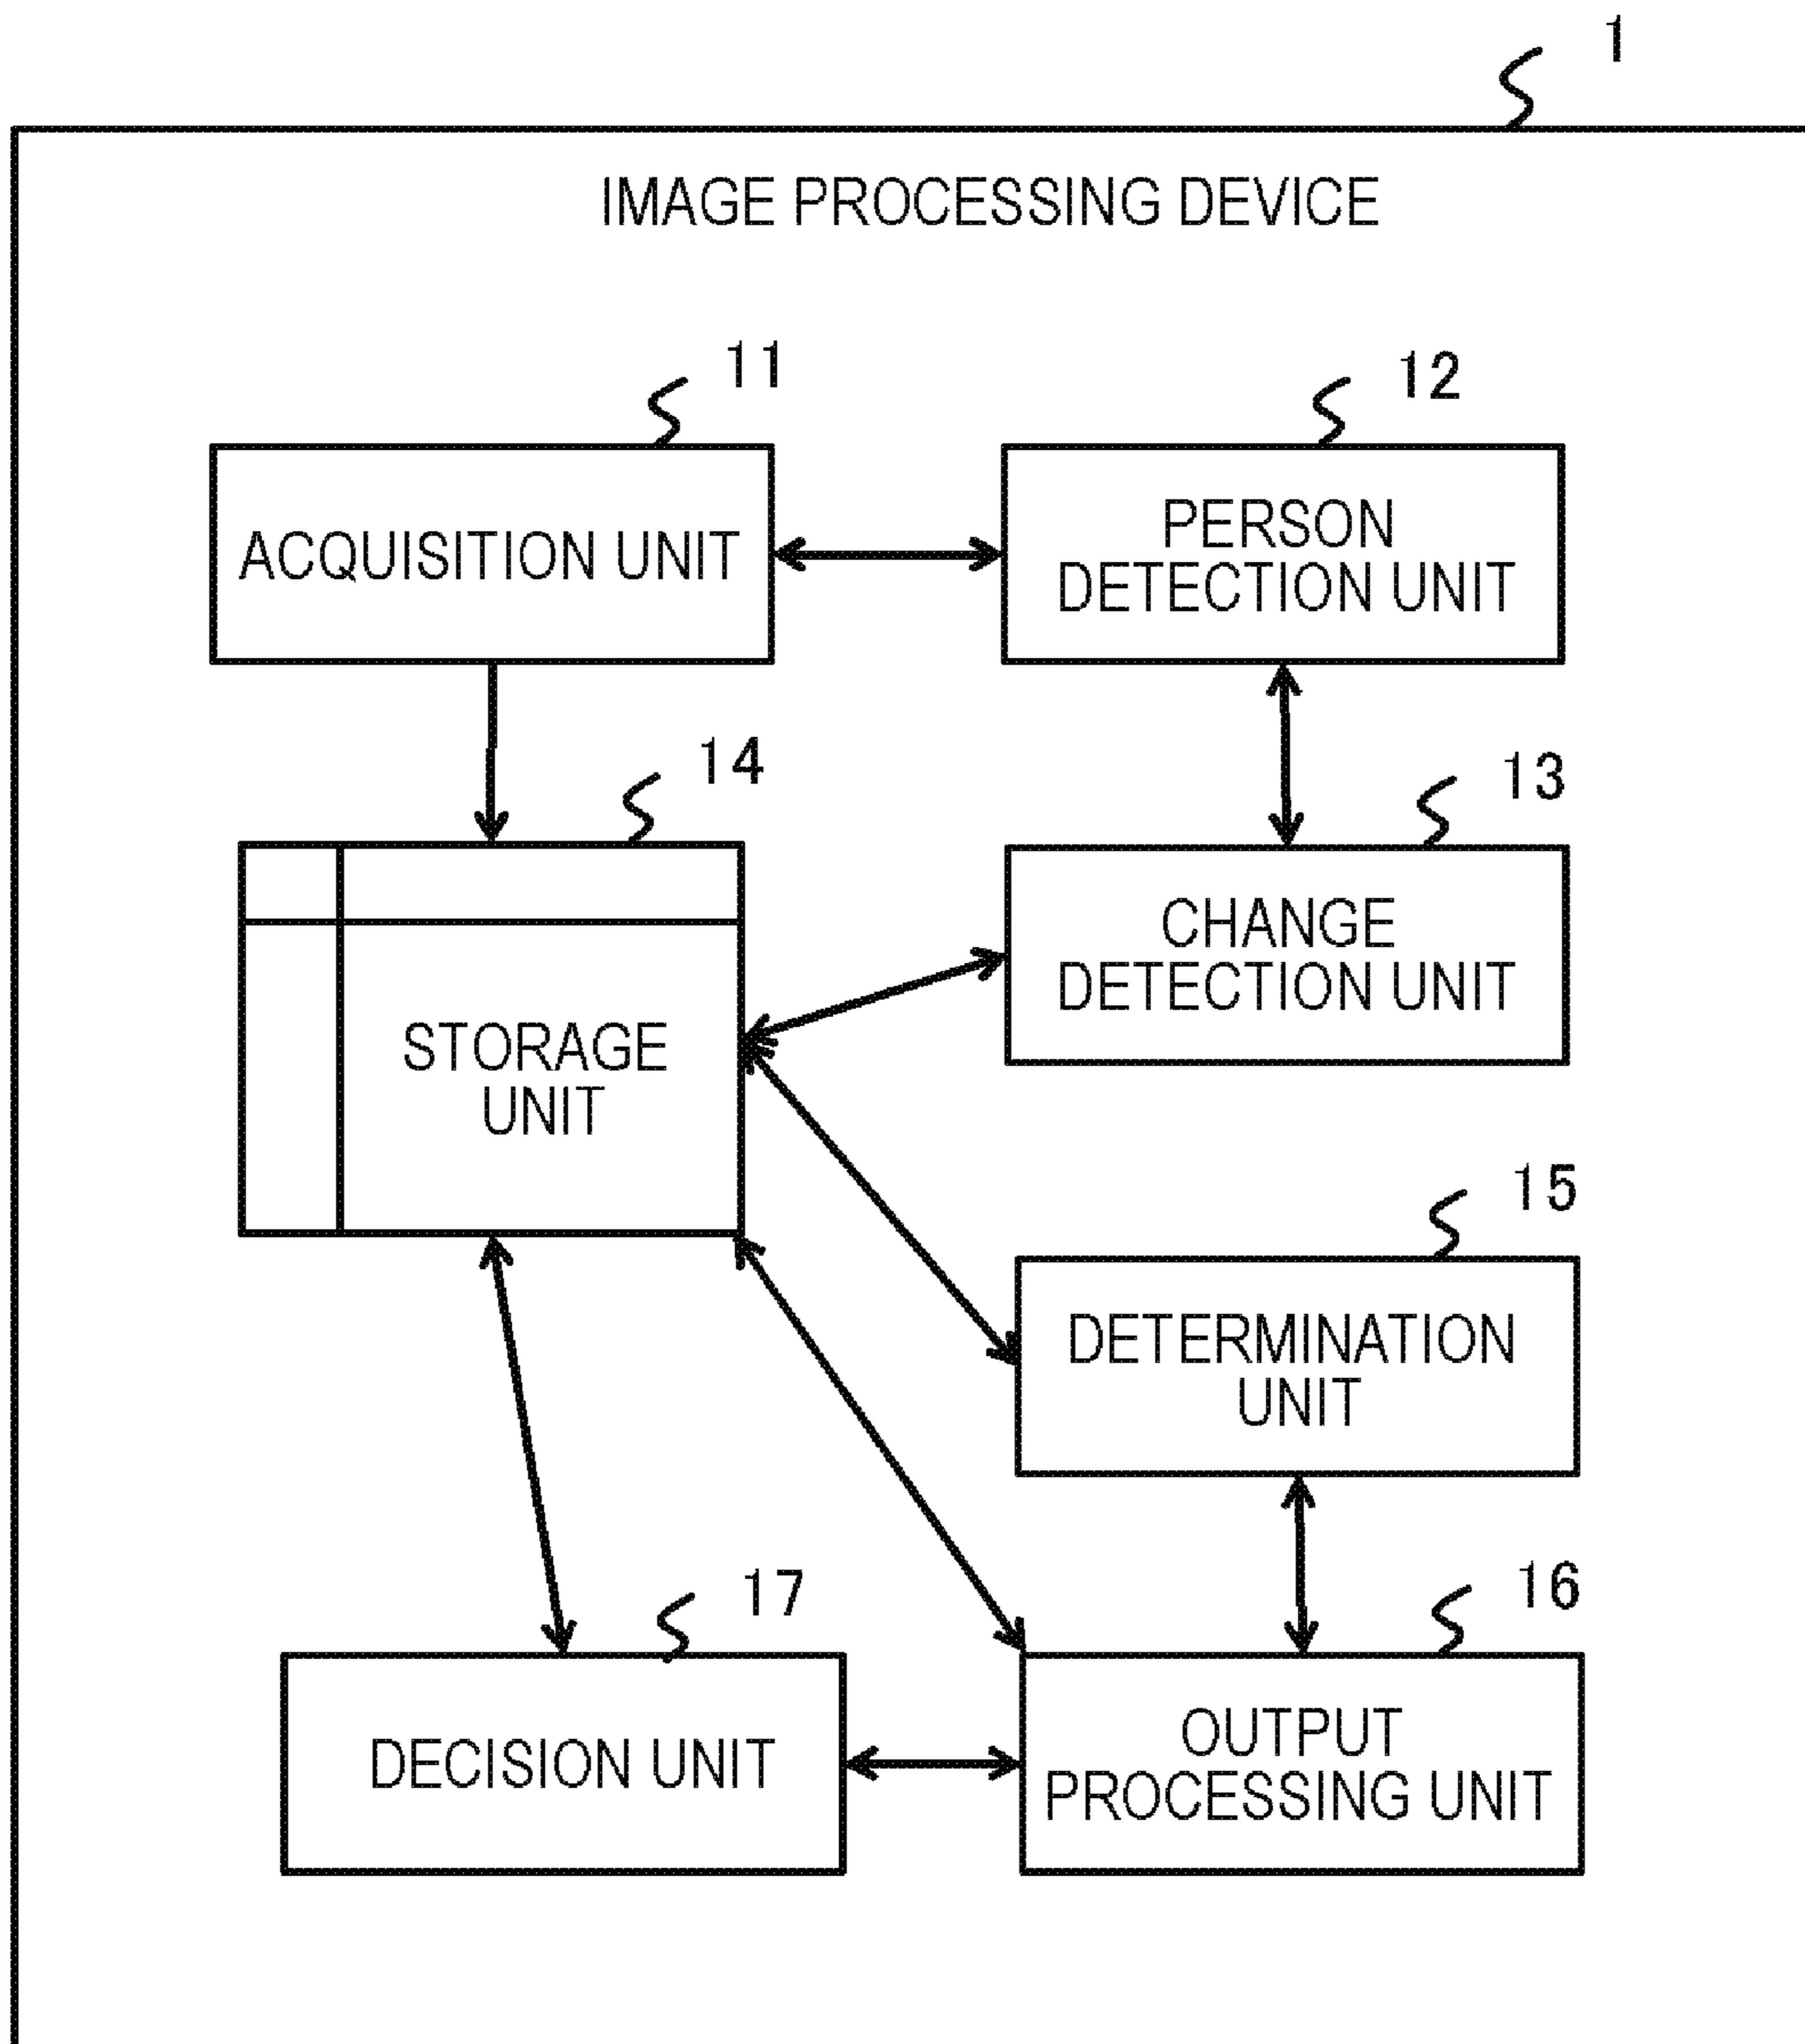 1
IMAGE PROCESSING DEVICE
11
12
ACQUISITION UNIT
PERSON
DETECTION UNIT
14
13
STORAGE
UNIT
CHANGE
DETECTION UNIT
15
DETERMINATION
UNIT
17
16
DECISION UNIT
OUTPUT
PROCESSING UNIT